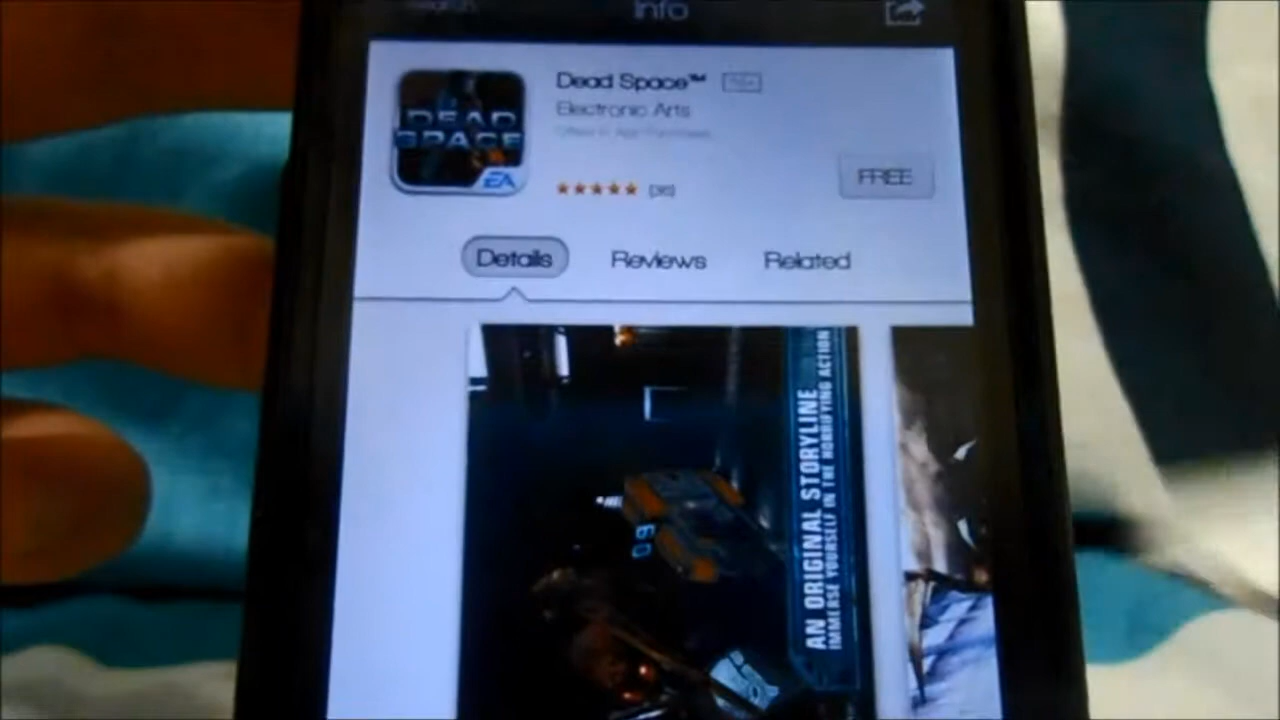 Info
Dead Space™
Electronic Arts
Offers In App Purchases
DEAD
SPACE
EA
FREE
Details
Reviews
Related
AN ORIGINAL STORYLINE
IMMERSE YOURSELF IN THE HORRIFYING ACTION
60